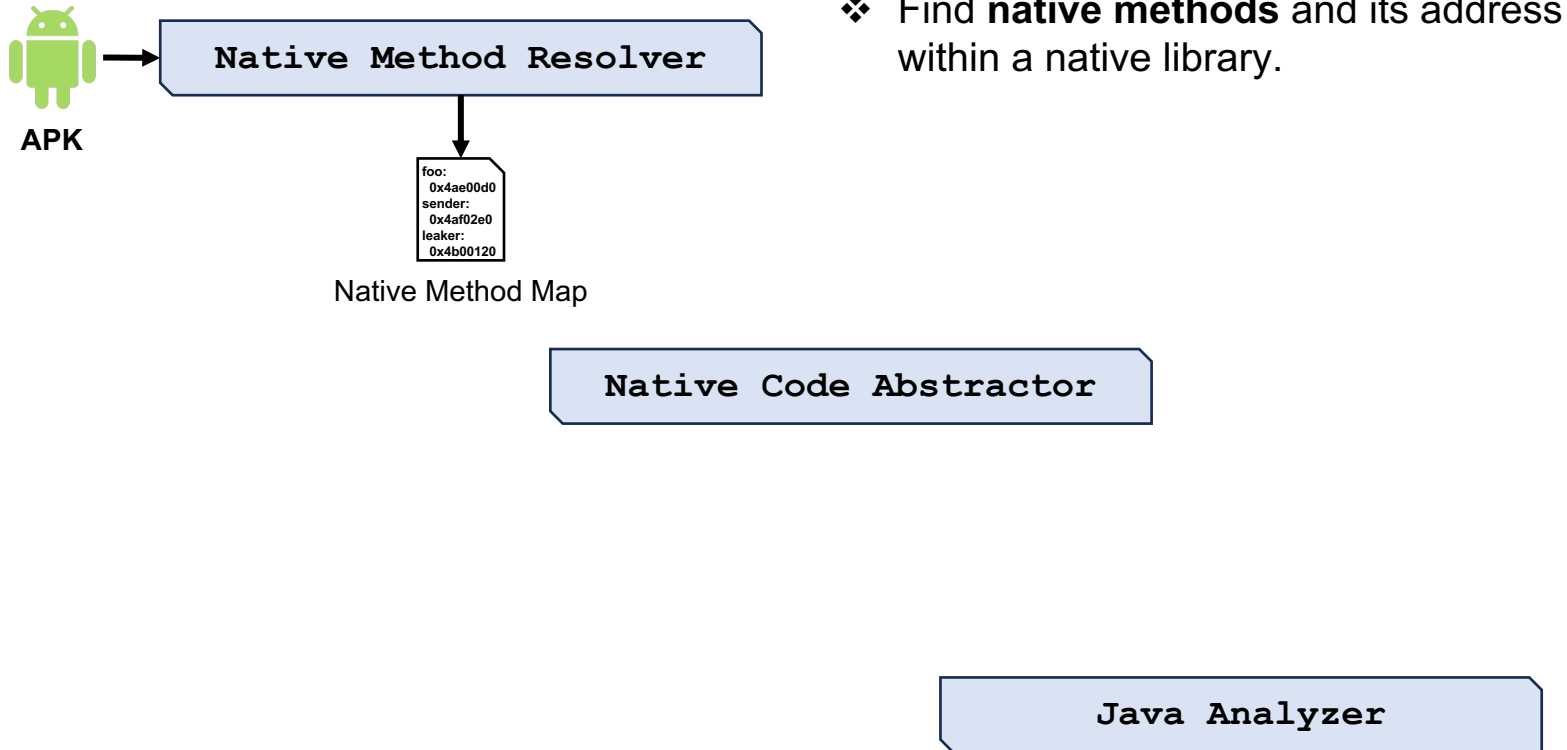 ❖ Find native methods and its address
within a native library.
Native Method Resolver
APK
foo:
0x4ae00d0
sender:
0x4af02e0
leaker:
0x4b00120
Native Method Map
Native Code Abstractor
Java Analyzer